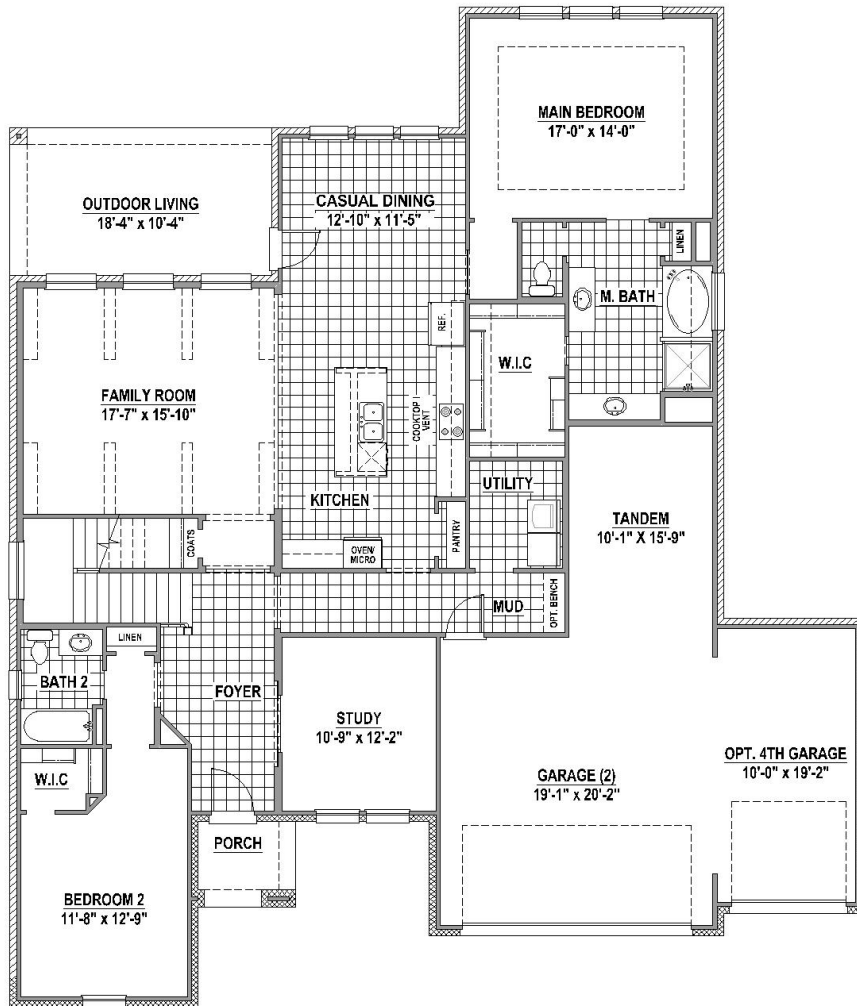 MAIN BEDROOM
17'-0" x 14'-0"
OUTDOOR LIVING
18'-4" x 10'-4"
CASUAL DINING
12'-10" x 11'-5"
LINEN
M. BATH
REF.
W.I.C
FAMILY ROOM
17'-7" x 15'-10"
COOKTOP |
VENT
KITCHEN
UTILITY
TANDEM
10'-1" X 15'-9"
COATS
OVEN/
MICRO
PANTRY
MUD
OPT. BENCH
LINEN
BATH 2
FOYER
STUDY
10'-9" x 12'-2"
W.I.C
GARAGE (2)
19'-1" x 20'-2"
OPT. 4TH GARAGE
10'-0" x 19'-2"
PORCH
BEDROOM 2
11'-8" x 12'-9"